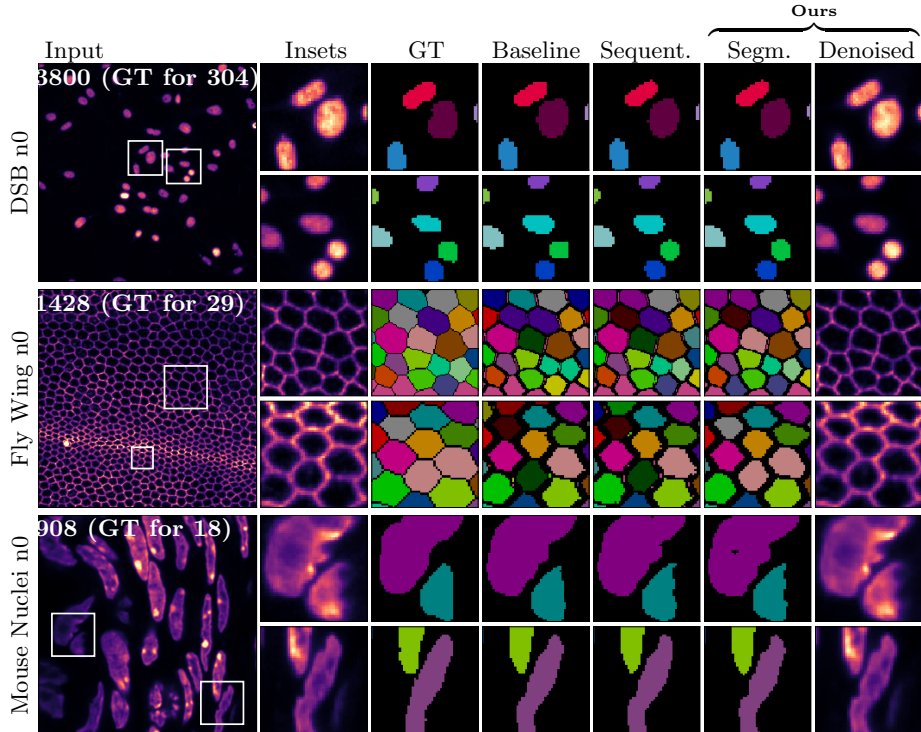 Ours
Input Insets GT Baseline Sequent. Segm. Denoised
3800 (GT for 304)
DSB n0
1428 (GT for 29)
Fly Wing n0
908 (GT for 18)
Mouse Nuclei n0